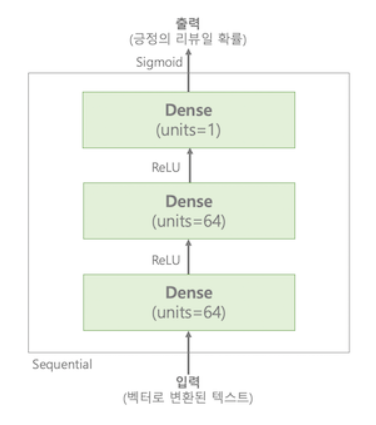 출력
(긍정의 리뷰일 확률)
Sigmoid
Dense
(units=1)
ReLU
Dense
(units=64)
ReLU
Dense
(units=64)
Sequential
입력
(벡터로 변환된 텍스트)